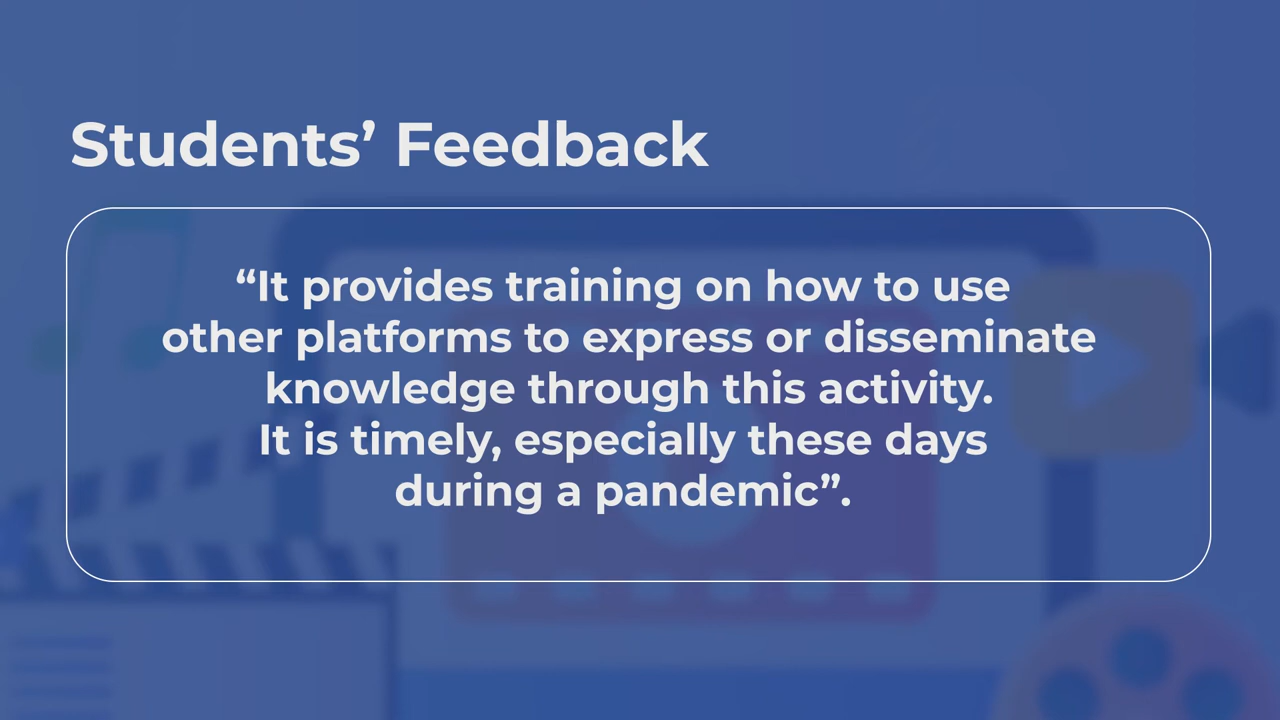 Students’ Feedback
“It provides training on how to use
other platforms to express or disseminate
knowledge through this activity.
It is timely, especially these days
during a pandemic”.